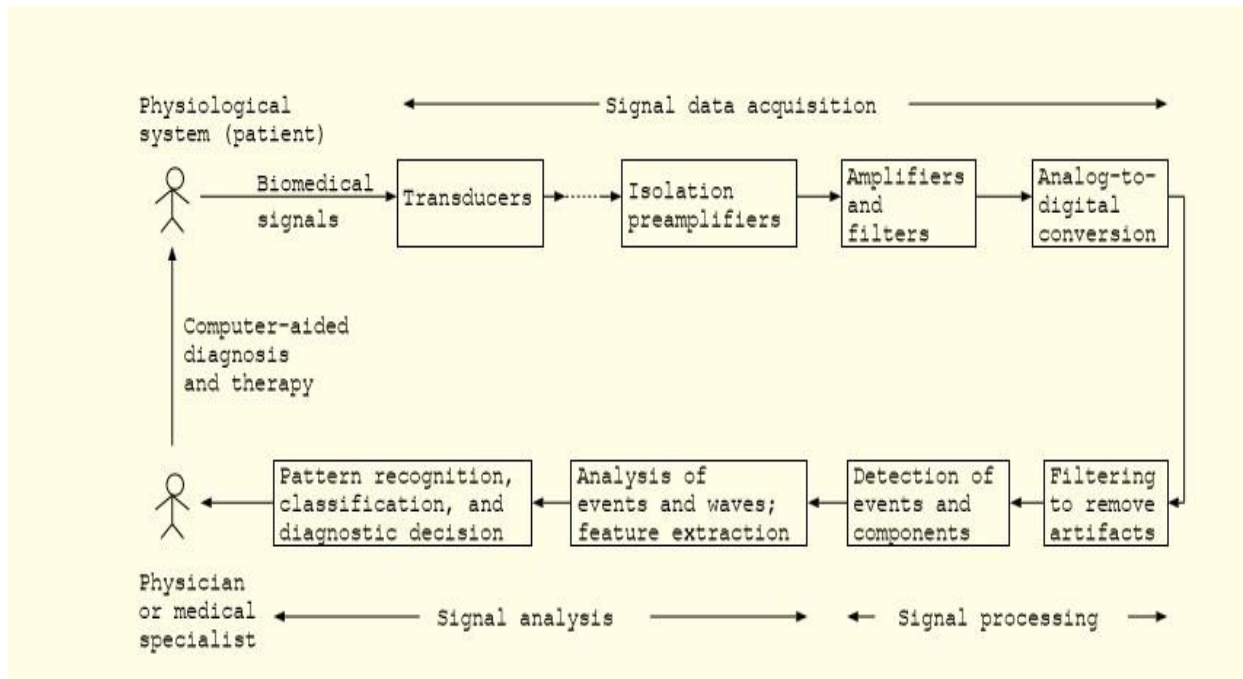 Physiological
system (patient)
Signal data acquisition
Biomedical
signals
Transducers
Isolation
preamplifiers
Amplifiers
and
filters
Analog-to-
digital
conversion
Computer-aided
diagnosis
and therapy
Pattern recognition,
classification, and
diagnostic decision
Analysis of
events and waves;
feature extraction
Detection of
events and
components
Filtering
to remove
artifacts
Physician
or medical
specialist
Signal analysis
Signal processing